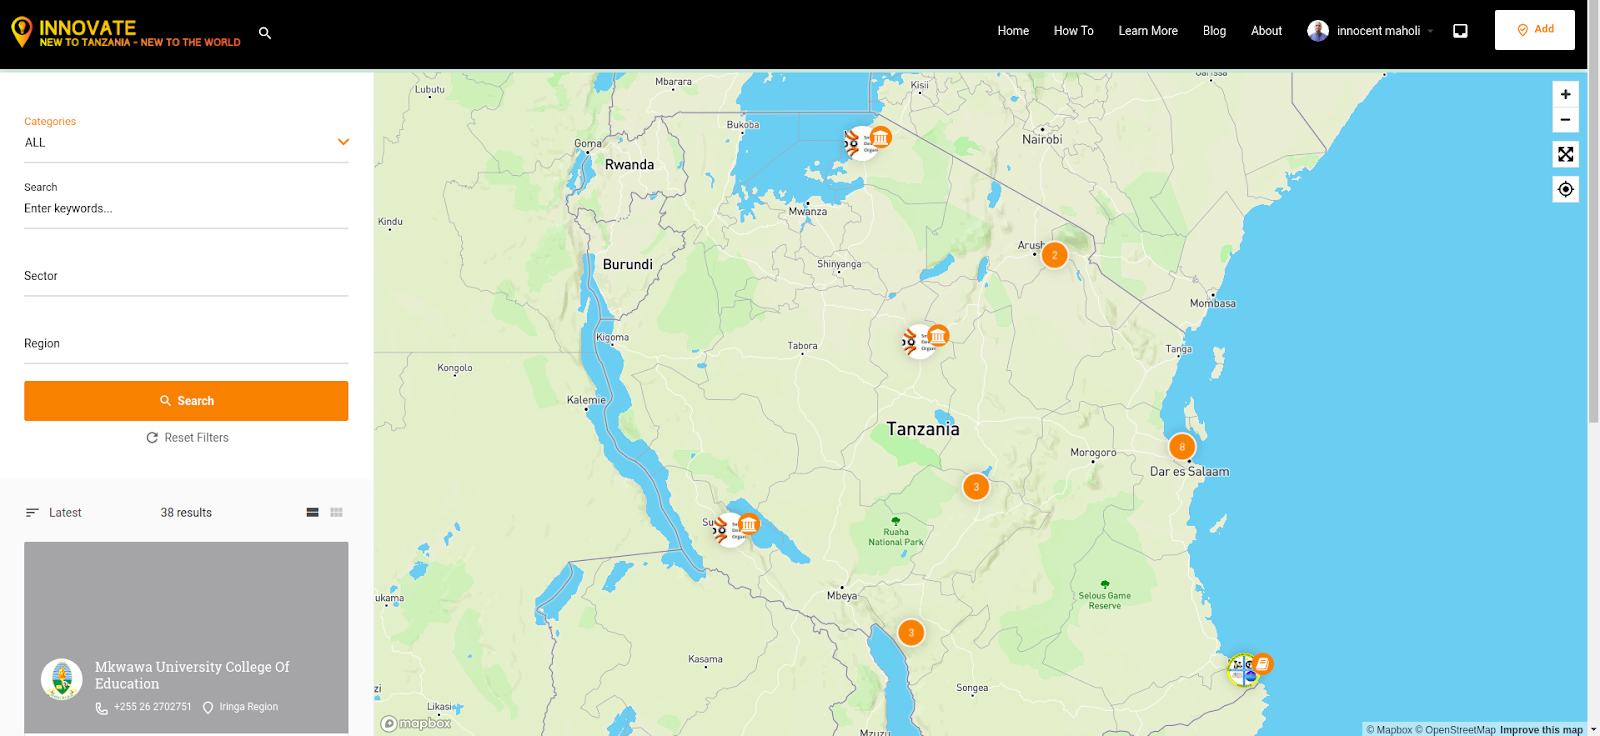 INNOVATE
NEW TO TANZANIA - NEW TO THE WORLD
Home
How To
Learn More
Blog
About
innocent maholi
Add
Categories
ALL
Search
Enter keywords...
Sector
Region
Search
Reset Filters
Latest
38 results
Mkwawa University College Of
Education
+255 26 2702751
Iringa Region
Lubutu
Mbarara
Kisii
Bukoba
Goma
Rwanda
Nairobi
Kindu
Mwanza
Arush
2
Burundi
Shinyanga
Mombasa
Kigoma
Tabora
Tanga
Kongolo
Kalemie
Tanzania
8
Morogoro
Dar es Salaam
3
Su
Ruaha
National Park
Mbeya
Selous Game
Reserve
ukama
3
Kasama
Songea
zi
Likasi
Mzuzu
mapbox
© Mapbox © OpenStreetMap Improve this map